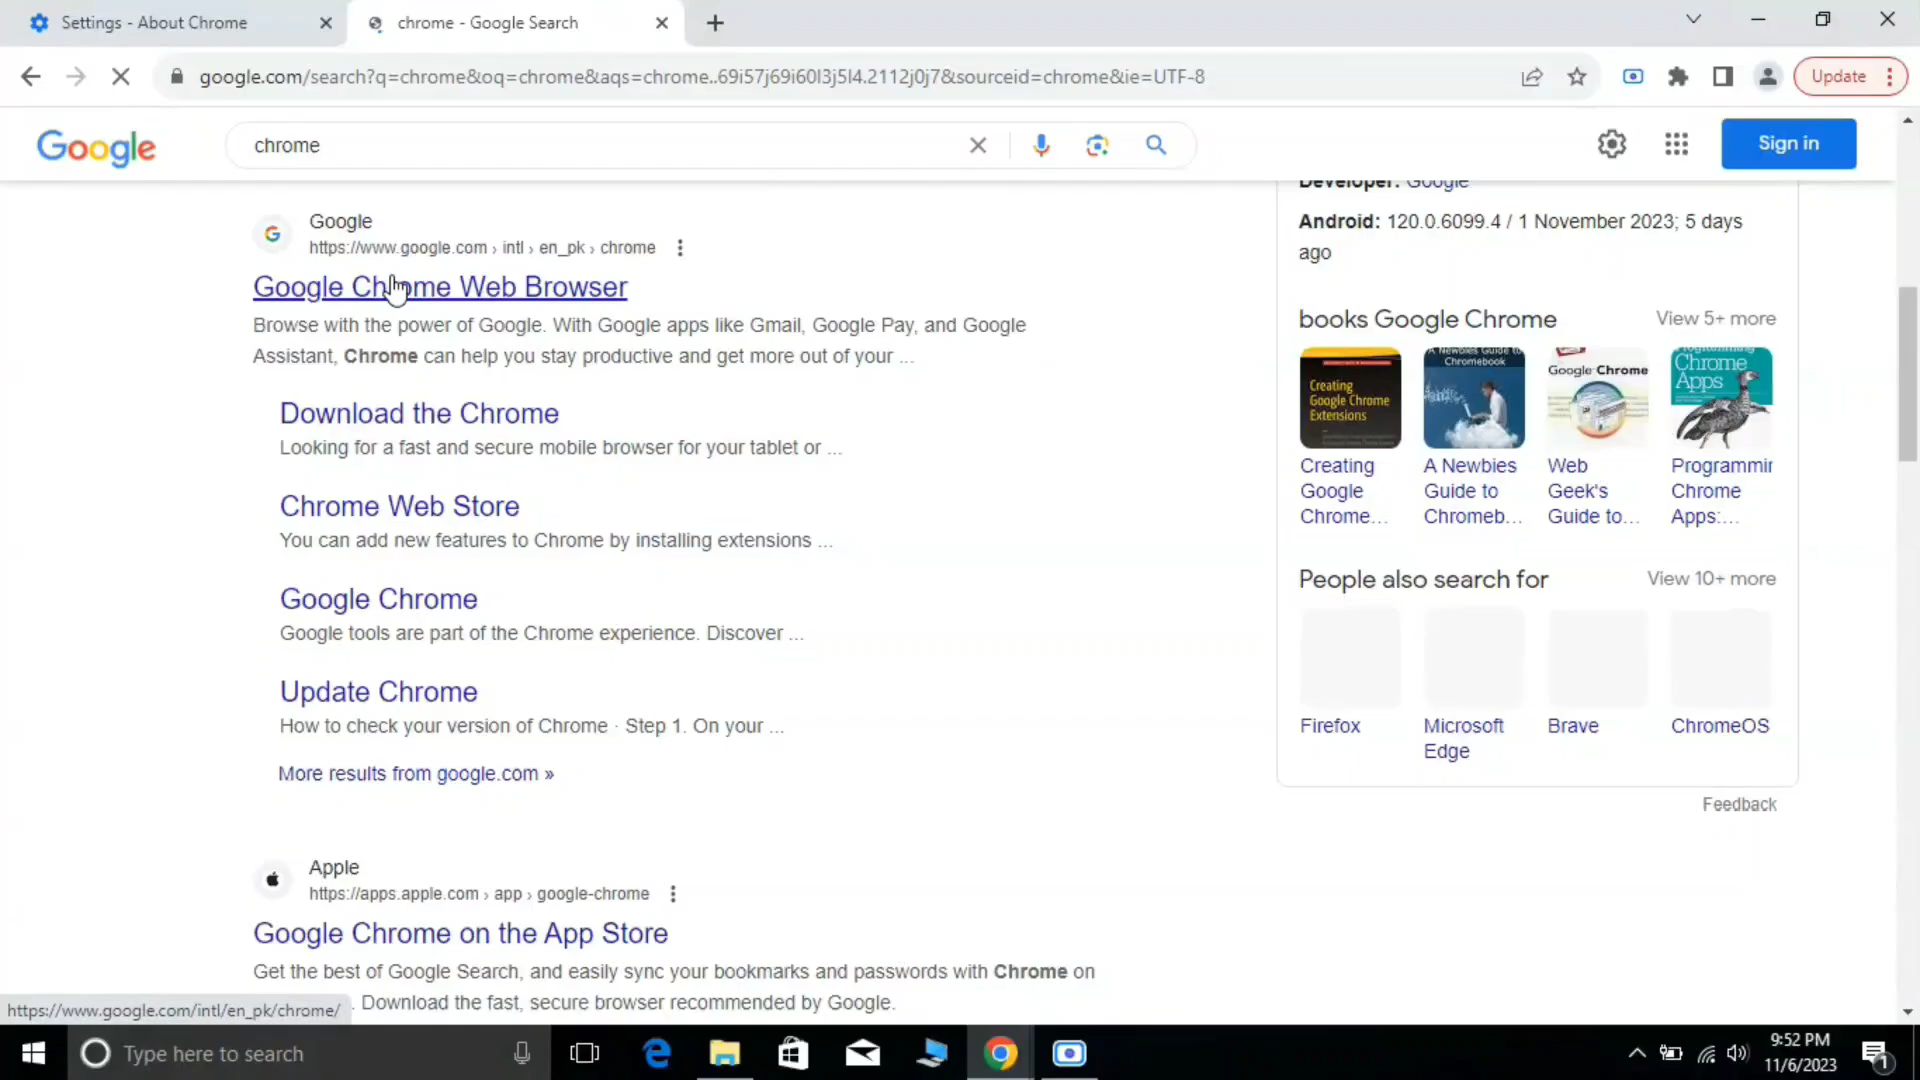 Settings - About Chrome
chrome - Google Search
google.com/search?q=chrome&oq=chrome&aqs=chrome..69i57j69i60l3j5l4.2112j0j7&sourceid=chrome&ie=UTF-8
Update
Google
chrome
Sign in
Google
https://www.google.com › intl › en_pk › chrome
Google Chrome Web Browser
Browse with the power of Google. With Google apps like Gmail, Google Pay, and Google
Assistant, Chrome can help you stay productive and get more out of your ...
Download the Chrome
Looking for a fast and secure mobile browser for your tablet or ...
Chrome Web Store
You can add new features to Chrome by installing extensions ...
Google Chrome
Google tools are part of the Chrome experience. Discover ...
Update Chrome
How to check your version of Chrome · Step 1. On your ...
More results from google.com »
Apple
https://apps.apple.com › app › google-chrome
Google Chrome on the App Store
Get the best of Google Search, and easily sync your bookmarks and passwords with Chrome on
. Download the fast, secure browser recommended by Google.
https://www.google.com/intl/en_pk/chrome/
Developer: Google
Android: 120.0.6099.4 / 1 November 2023; 5 days
ago
books Google Chrome
View 5+ more
Creating
Google Chrome
Extensions
A Newbies Guide to
Chromebook
Google Chrome
Programming
Chrome
Apps
Creating
Google
Chrome...
A Newbies
Guide to
Chromeb...
Web
Geek's
Guide to...
Programmir
Chrome
Apps:...
People also search for
View 10+ more
Firefox
Microsoft
Edge
Brave
ChromeOS
Feedback
Type here to search
9:52 PM
11/6/2023
1